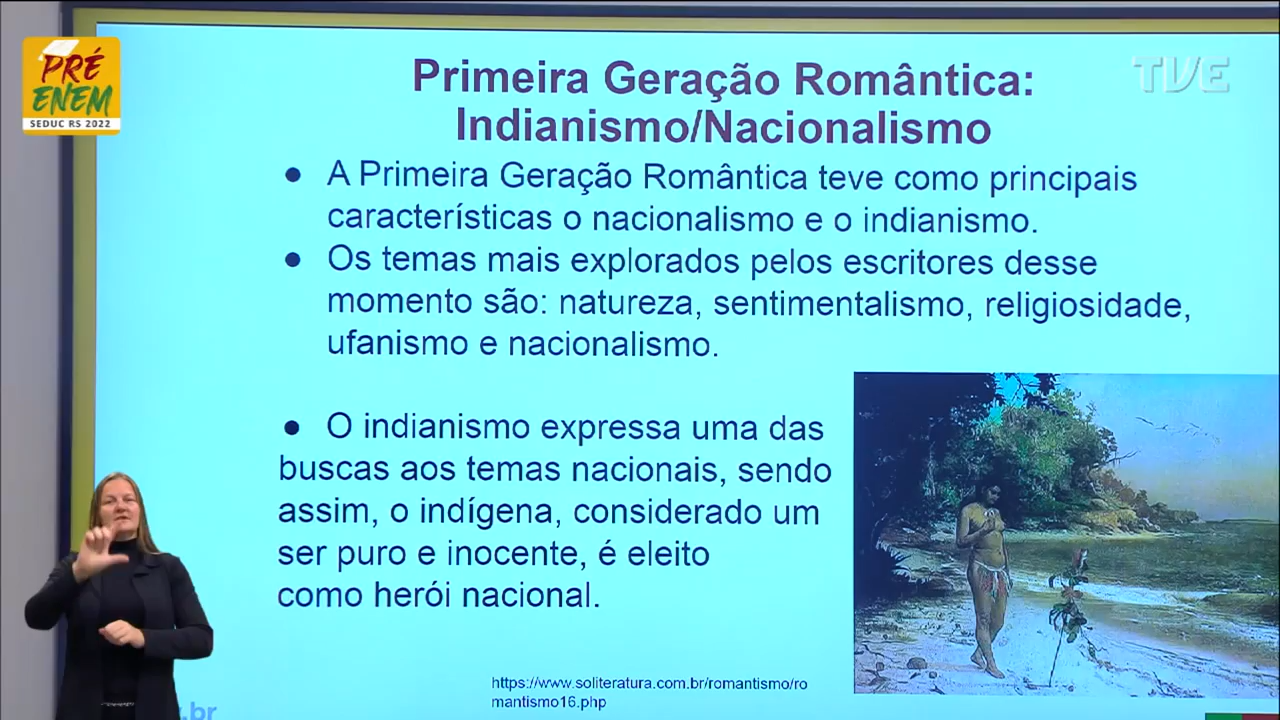 PRÉ
ENEM
SEDUC RS 2022
TVE
Primeira Geração Romântica:
Indianismo/Nacionalismo
● A Primeira Geração Romântica teve como principais
características o nacionalismo e o indianismo.
● Os temas mais explorados pelos escritores desse
momento são: natureza, sentimentalismo, religiosidade,
ufanismo e nacionalismo.
● O indianismo expressa uma das
buscas aos temas nacionais, sendo
assim, o indígena, considerado um
ser puro e inocente, é eleito
como herói nacional.
https://www.soliteratura.com.br/romantismo/ro
mantismo16.php
.br